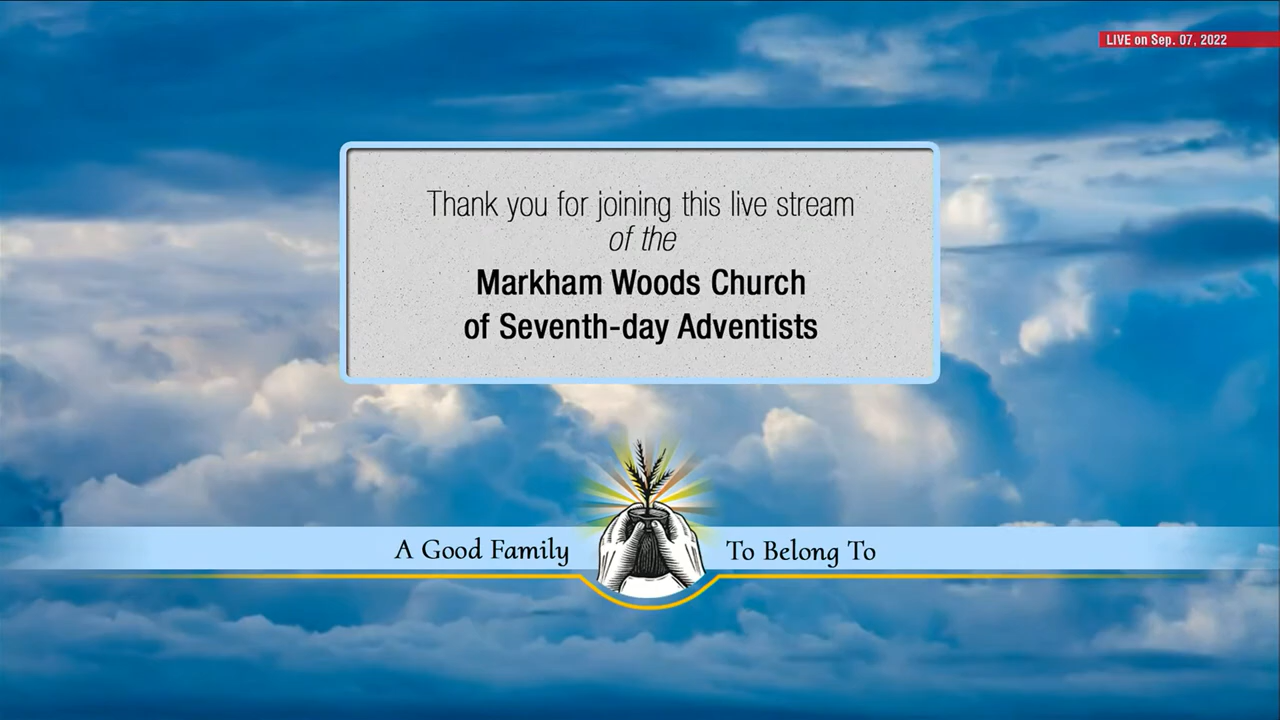 LIVE on Sep. 07, 2022
Thank you for joining this live stream
of the
Markham Woods Church
of Seventh-day Adventists
A Good Family To Belong To